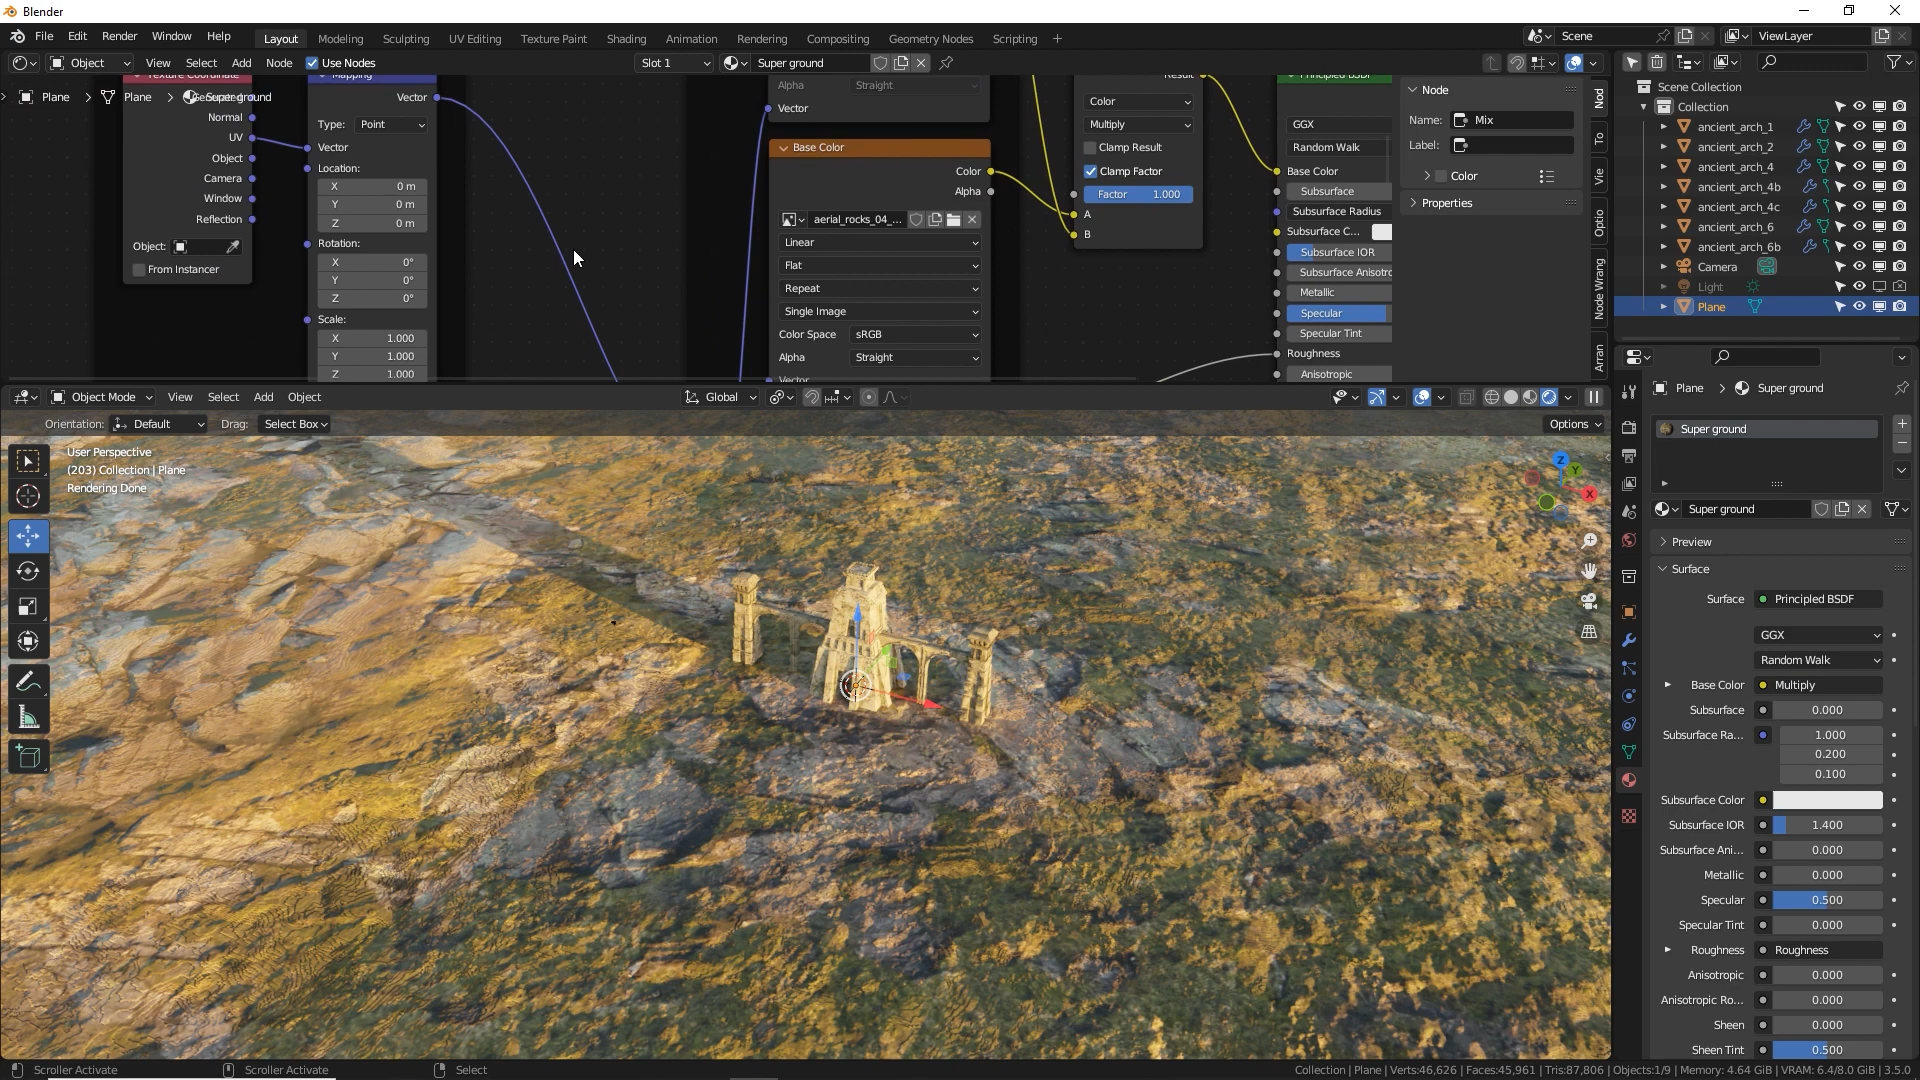 Blender
File Edit Render Window Help
Layout Modeling Sculpting UV Editing Texture Paint Shading Animation Rendering Compositing Geometry Nodes Scripting +
Scene ViewLayer
Object View Select Add Node Use Nodes
Slot 1 Super ground
Plane > Plane > Super ground
Texture Coordinate
Normal
UV
Object
Camera
Window
Reflection
Object:
From Instancer
Mapping
Vector
Type: Point
Vector
Location:
X 0 m
Y 0 m
Z 0 m
Rotation:
X 0°
Y 0°
Z 0°
Scale:
X 1.000
Y 1.000
Z 1.000
Alpha Straight
Vector
Base Color
Color
Alpha
aerial_rocks_04_...
Linear
Flat
Repeat
Single Image
Color Space sRGB
Alpha Straight
Vector
Result
Color
Multiply
Clamp Result
Clamp Factor
Factor 1.000
A
B
Principled BSDF
GGX
Random Walk
Base Color
Subsurface
Subsurface Radius
Subsurface C...
Subsurface IOR
Subsurface Anisotro
Metallic
Specular
Specular Tint
Roughness
Anisotropic
Node
Name: Mix
Label:
Color
Properties
Nod
To
Vie
Optio
Node Wrang
Arran
Scene Collection
Collection
ancient_arch_1
ancient_arch_2
ancient_arch_4
ancient_arch_4b
ancient_arch_4c
ancient_arch_6
ancient_arch_6b
Camera
Light
Plane
Object Mode View Select Add Object
Global
Orientation: Default Drag: Select Box
Options
User Perspective
(203) Collection | Plane
Rendering Done
Z
Y
X
Plane > Super ground
Super ground
Super ground
Preview
Surface
Surface Principled BSDF
GGX
Random Walk
Base Color Multiply
Subsurface 0.000
Subsurface Ra... 1.000
0.200
0.100
Subsurface Color
Subsurface IOR 1.400
Subsurface Ani... 0.000
Metallic 0.000
Specular 0.500
Specular Tint 0.000
Roughness Roughness
Anisotropic 0.000
Anisotropic Ro... 0.000
Sheen 0.000
Sheen Tint 0.500
Scroller Activate Scroller Activate Select
Collection | Plane | Verts:46,626 | Faces:45,961 | Tris:87,806 | Objects:1/9 | Memory: 4.64 GiB | VRAM: 6.4/8.0 GiB | 3.5.0